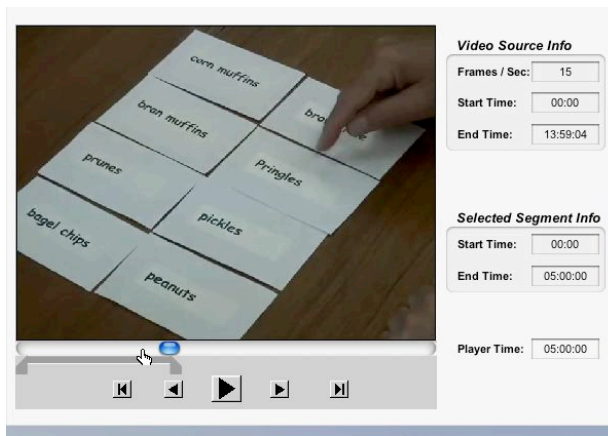 corn muffins
bran muffins
Pringles
prunes
pickles
bagel chips
peanuts
Video Source Info
Frames / Sec: 15
Start Time: 00:00
End Time: 13:59:04
Selected Segment Info
Start Time: 00:00
End Time: 05:00:00
Player Time: 05:00:00